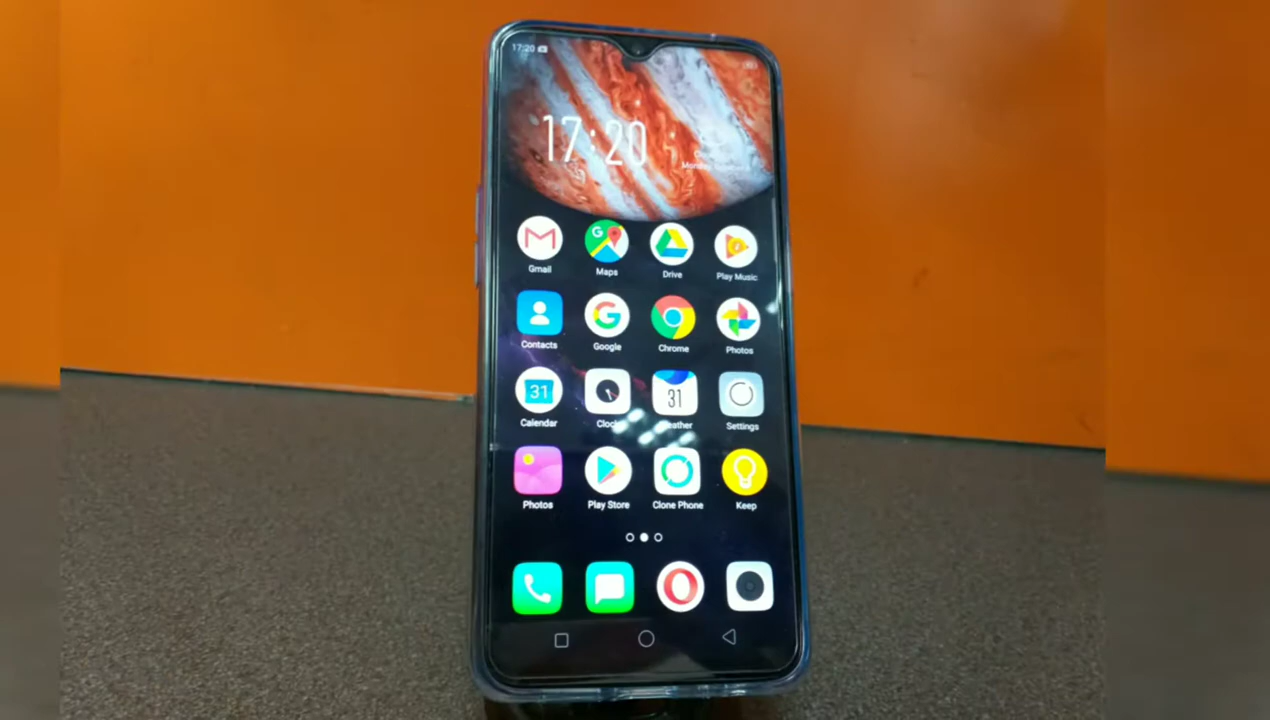 17:20
17:20
Gmail
Maps
Drive
Play Music
Contacts
Google
Chrome
Photos
31
31
Calendar
Settings
Photos
Play Store
Clone Phone
Keep